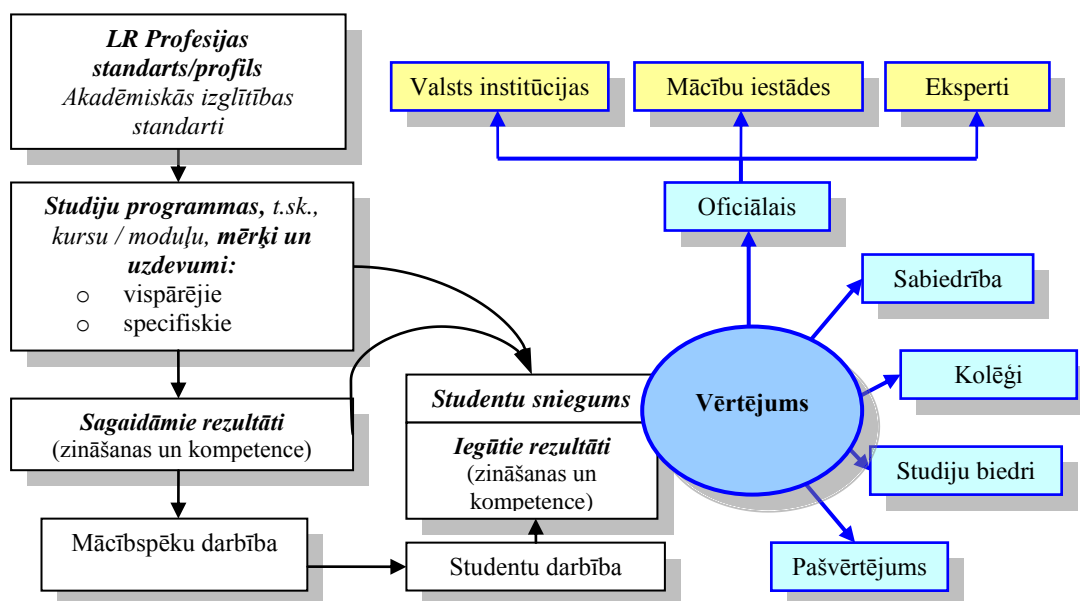 LR Profesijas
standarts/profils
Akadēmiskās izglītības
standarti
Studiju programmas, t.sk.,
kursu / moduļu, mērķi un
uzdevumi:
o vispārējie
o specifiskie
Sagaidāmie rezultāti
(zināšanas un kompetence)
Mācībspēku darbība
Studentu darbība
Studentu sniegums
Iegūtie rezultāti
(zināšanas un
kompetence)
Valsts institūcijas
Mācību iestādes
Eksperti
Oficiālais
Sabiedrība
Kolēģi
Vērtējums
Studiju biedri
Pašvērtējums